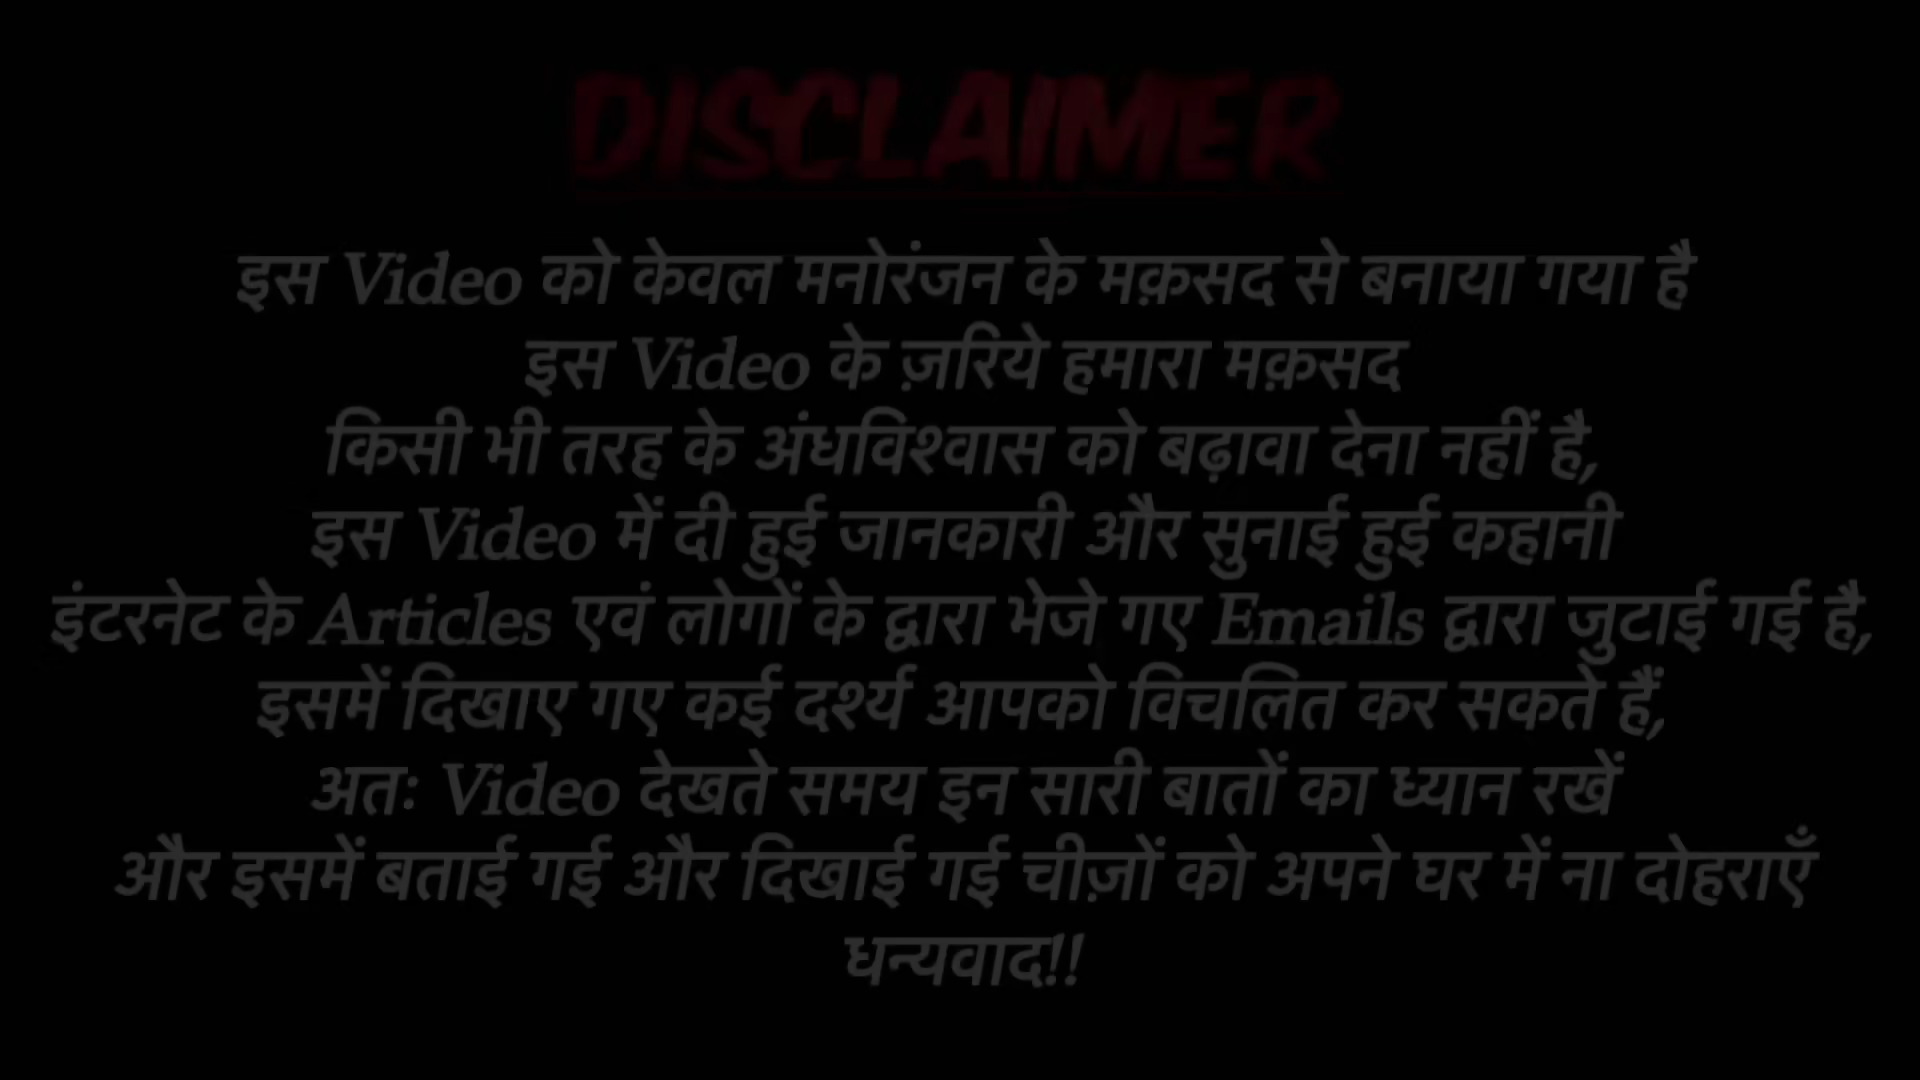 DISCLAIMER
इस Video को केवल मनोरंजन के मक़सद से बनाया गया है
इस Video के ज़रिये हमारा मक़सद
किसी भी तरह के अंधविश्वास को बढ़ावा देना नहीं है,
इस Video में दी हुई जानकारी और सुनाई हुई कहानी
इंटरनेट के Articles एवं लोगों के द्वारा भेजे गए Emails द्वारा जुटाई गई है,
इसमें दिखाए गए कई दर्श्य आपको विचलित कर सकते हैं,
अतः Video देखते समय इन सारी बातों का ध्यान रखें
और इसमें बताई गई और दिखाई गई चीज़ों को अपने घर में ना दोहराएँ
धन्यवाद!!